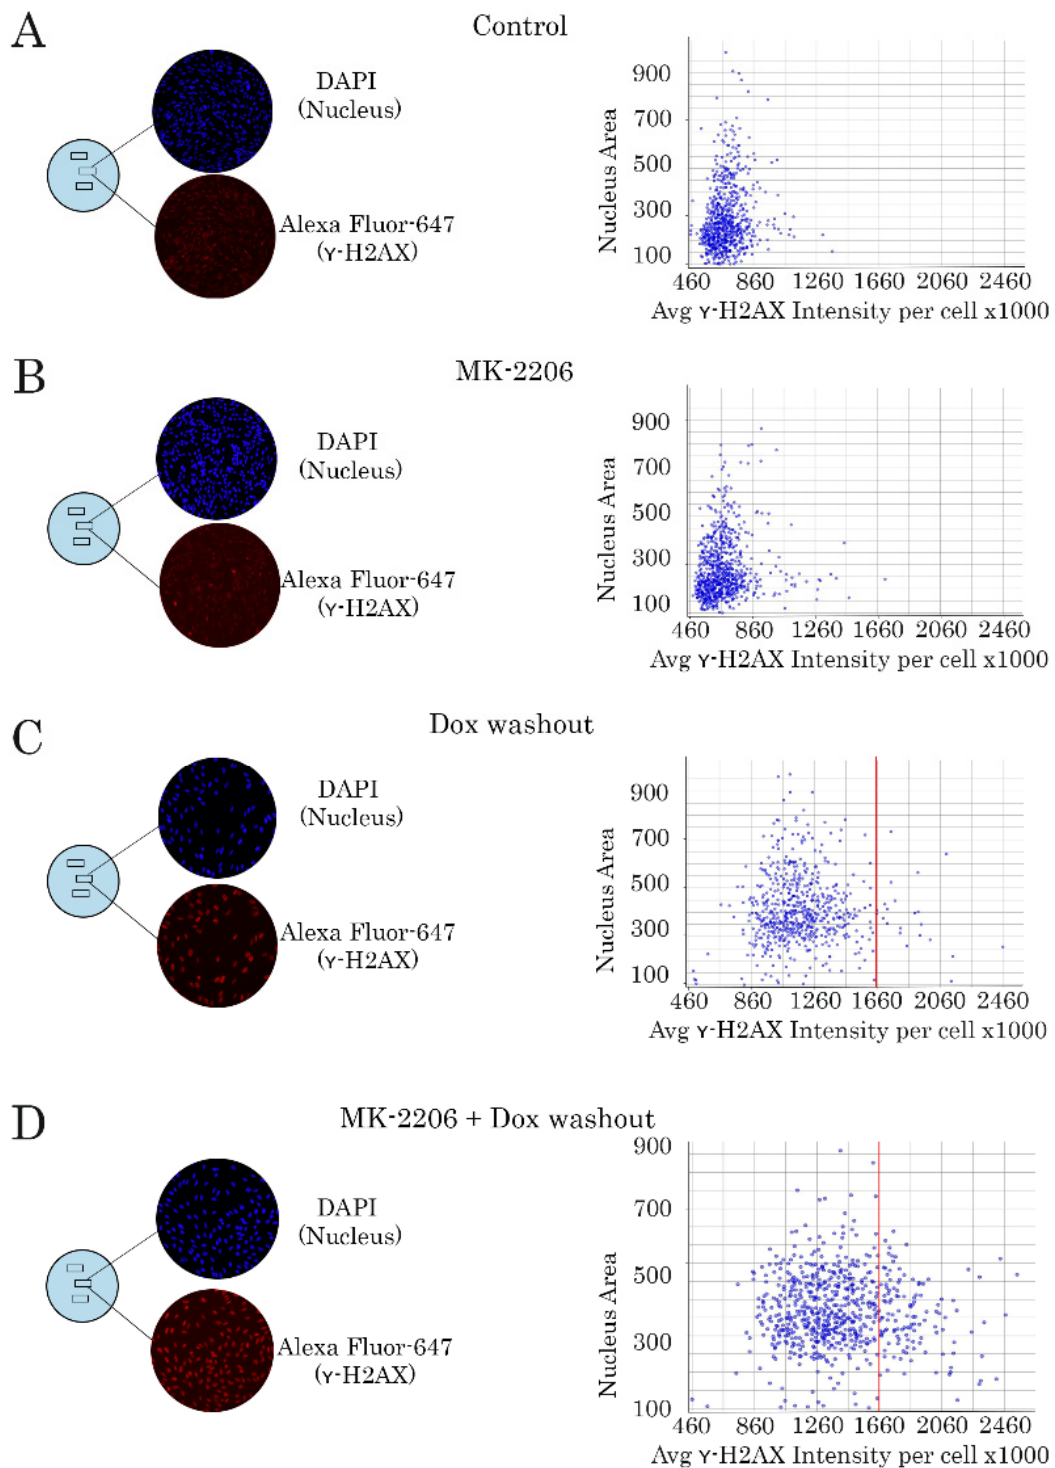 A
Control
DAPI
(Nucleus)
Alexa Fluor-647
(γ-H2AX)
Nucleus Area
900
700
500
300
100
460 860 1260 1660 2060 2460
Avg γ-H2AX Intensity per cell x1000
B
MK-2206
DAPI
(Nucleus)
Alexa Fluor-647
(γ-H2AX)
Nucleus Area
900
700
500
300
100
460 860 1260 1660 2060 2460
Avg γ-H2AX Intensity per cell x1000
C
Dox washout
DAPI
(Nucleus)
Alexa Fluor-647
(γ-H2AX)
Nucleus Area
900
700
500
300
100
460 860 1260 1660 2060 2460
Avg γ-H2AX Intensity per cell x1000
D
MK-2206 + Dox washout
DAPI
(Nucleus)
Alexa Fluor-647
(γ-H2AX)
Nucleus Area
900
700
500
300
100
460 860 1260 1660 2060 2460
Avg γ-H2AX Intensity per cell x1000